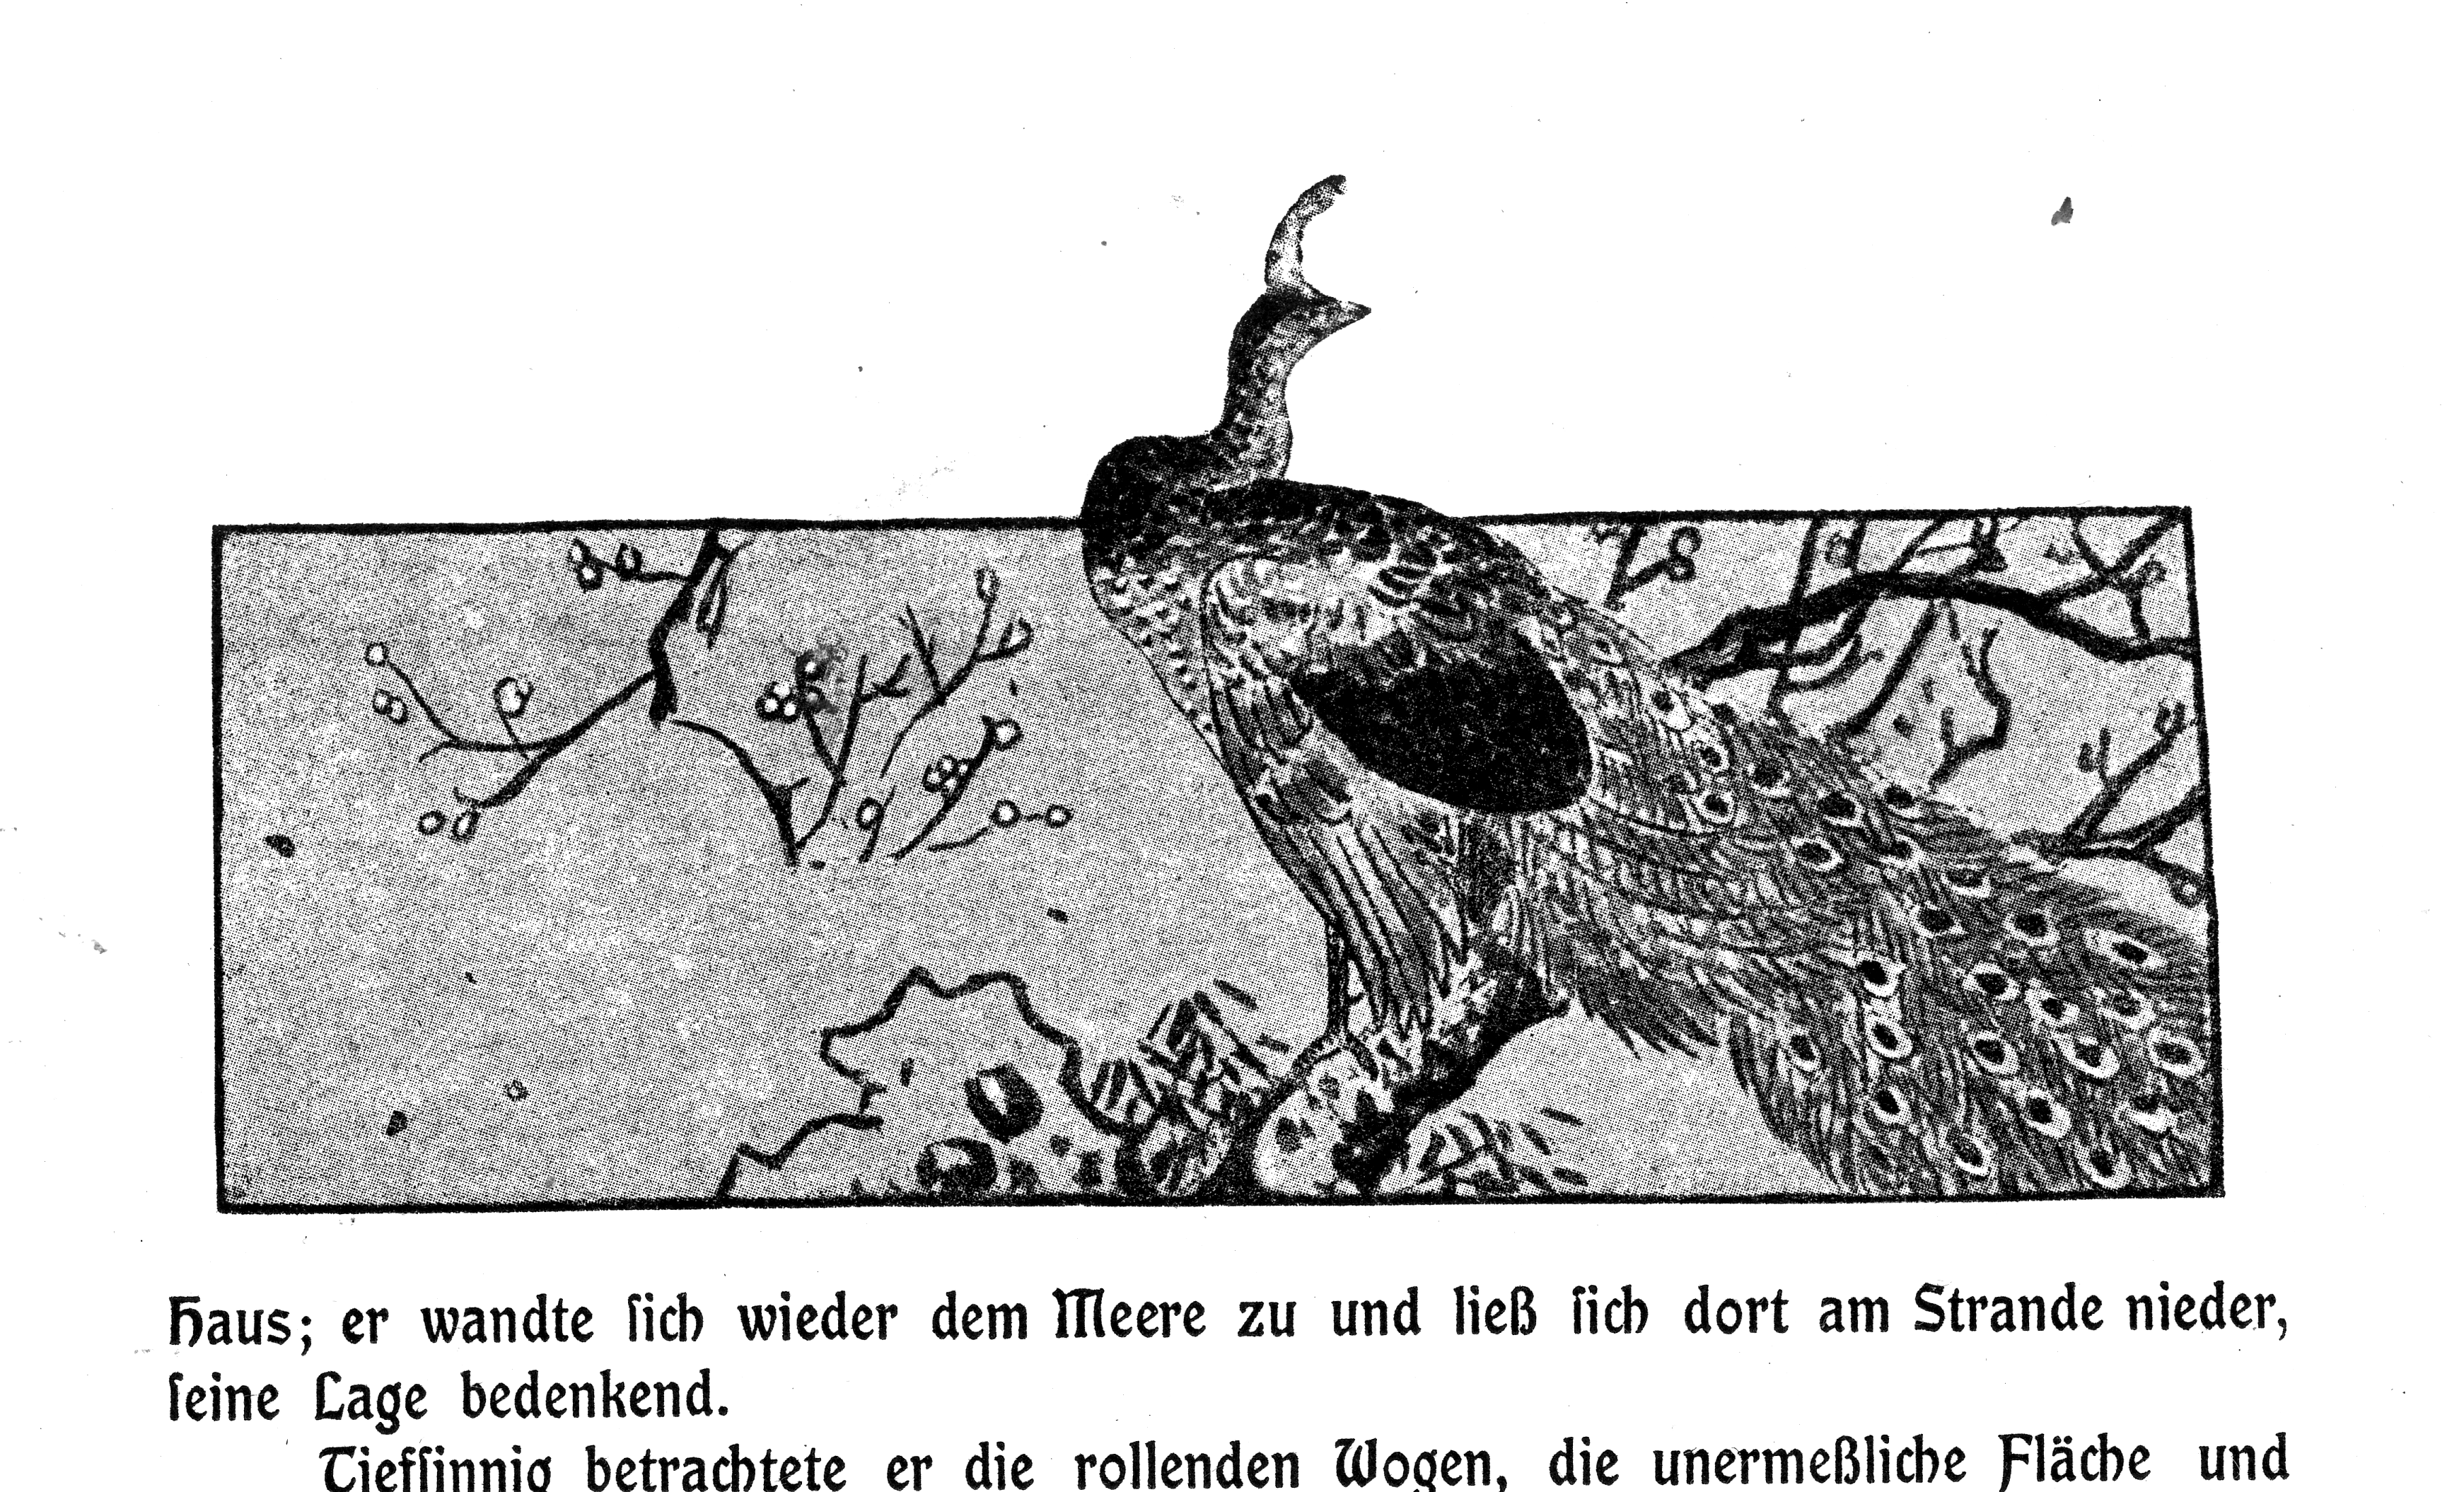 Haus; er wandte ſich wieder dem Meere zu und ließ ſich dort am Strande nieder,
ſeine Lage bedenkend.
Tiefſinnig betrachtete er die rollenden Wogen, die unermeßliche Fläche und